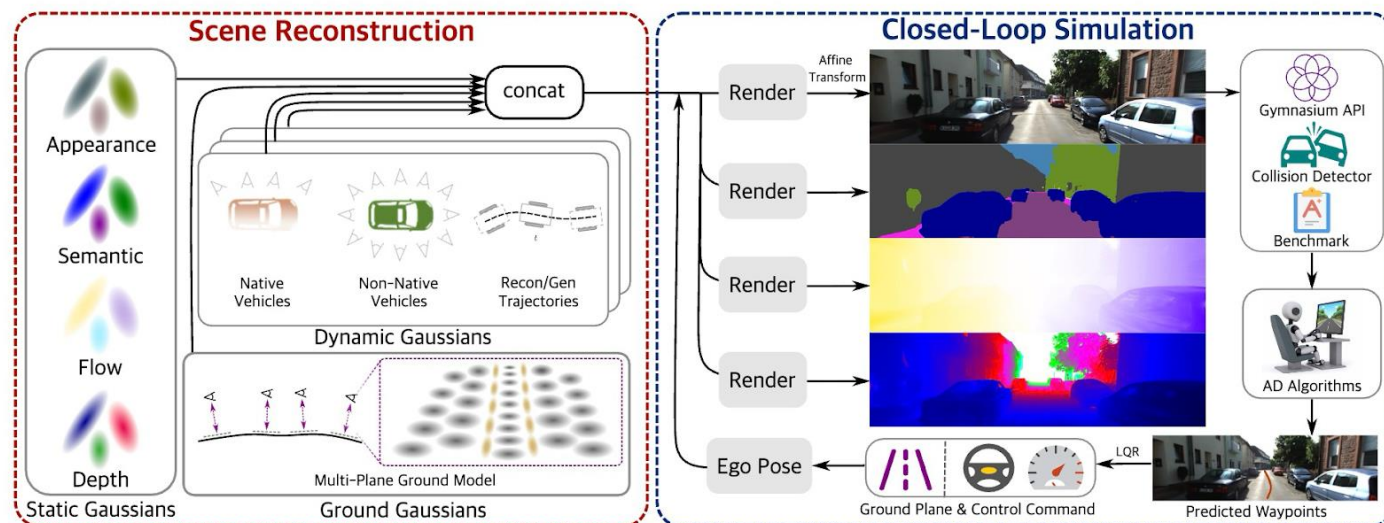 Scene Reconstruction
Appearance
Semantic
Flow
Depth
Static Gaussians
concat
Native
Vehicles
Non-Native
Vehicles
Recon/Gen
Trajectories
Dynamic Gaussians
Multi-Plane Ground Model
Ground Gaussians
Closed-Loop Simulation
Render
Affine
Transform
Render
Render
Render
Ego Pose
Gymnasium API
Collision Detector
A+
Benchmark
AD Algorithms
LQR
Ground Plane & Control Command
Predicted Waypoints